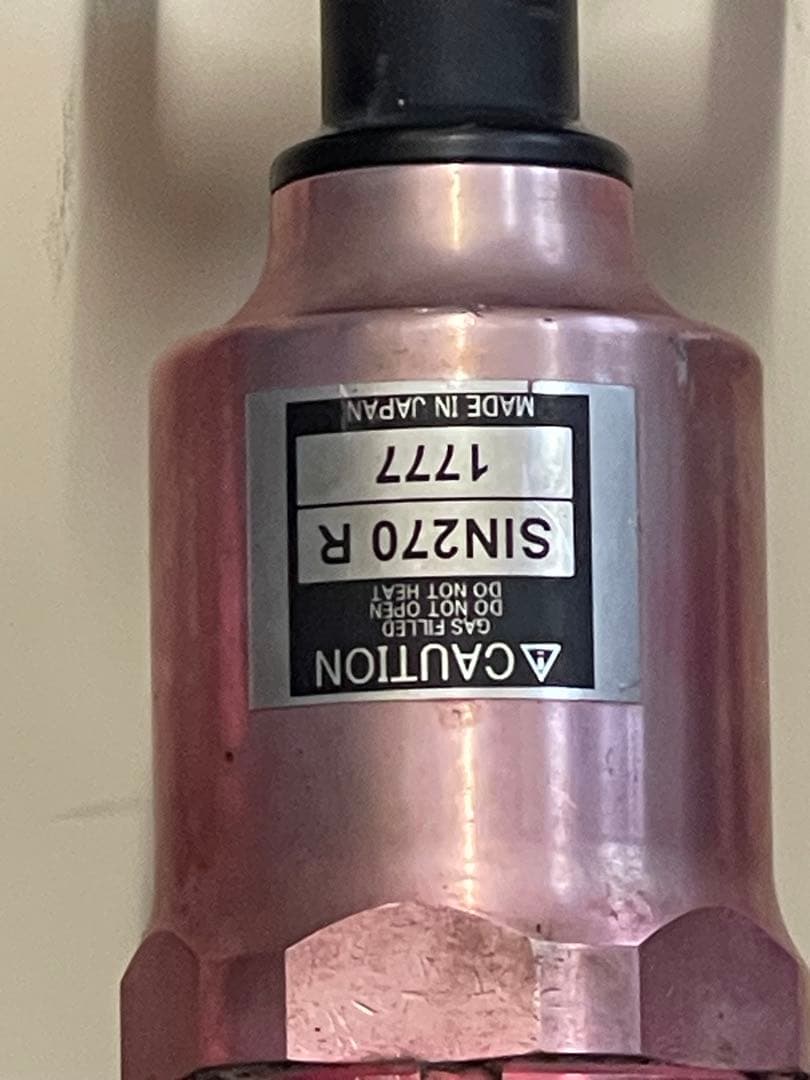 CAUTION
GAS FILLED
DO NOT OPEN
DO NOT HEAT
SIN270 R
1777
MADE IN JAPAN